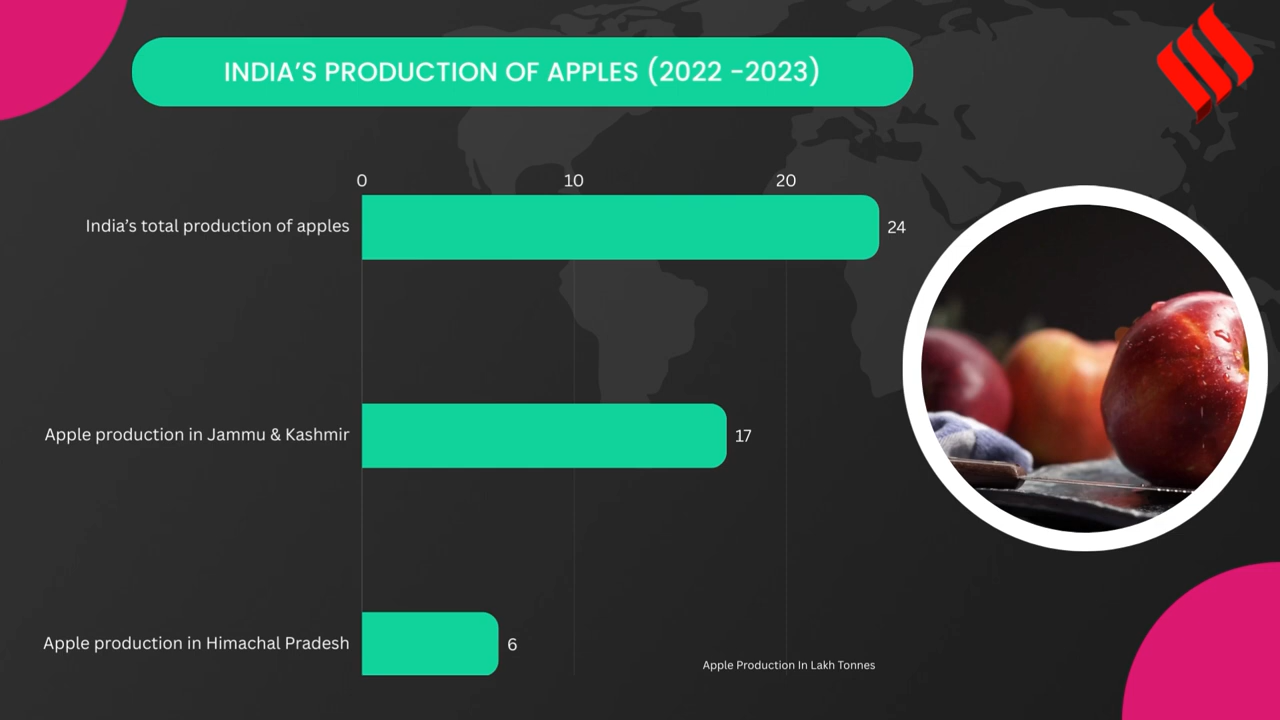 INDIA’S PRODUCTION OF APPLES (2022 -2023)
0 10 20
India’s total production of apples 24
Apple production in Jammu & Kashmir 17
Apple production in Himachal Pradesh 6
Apple Production In Lakh Tonnes